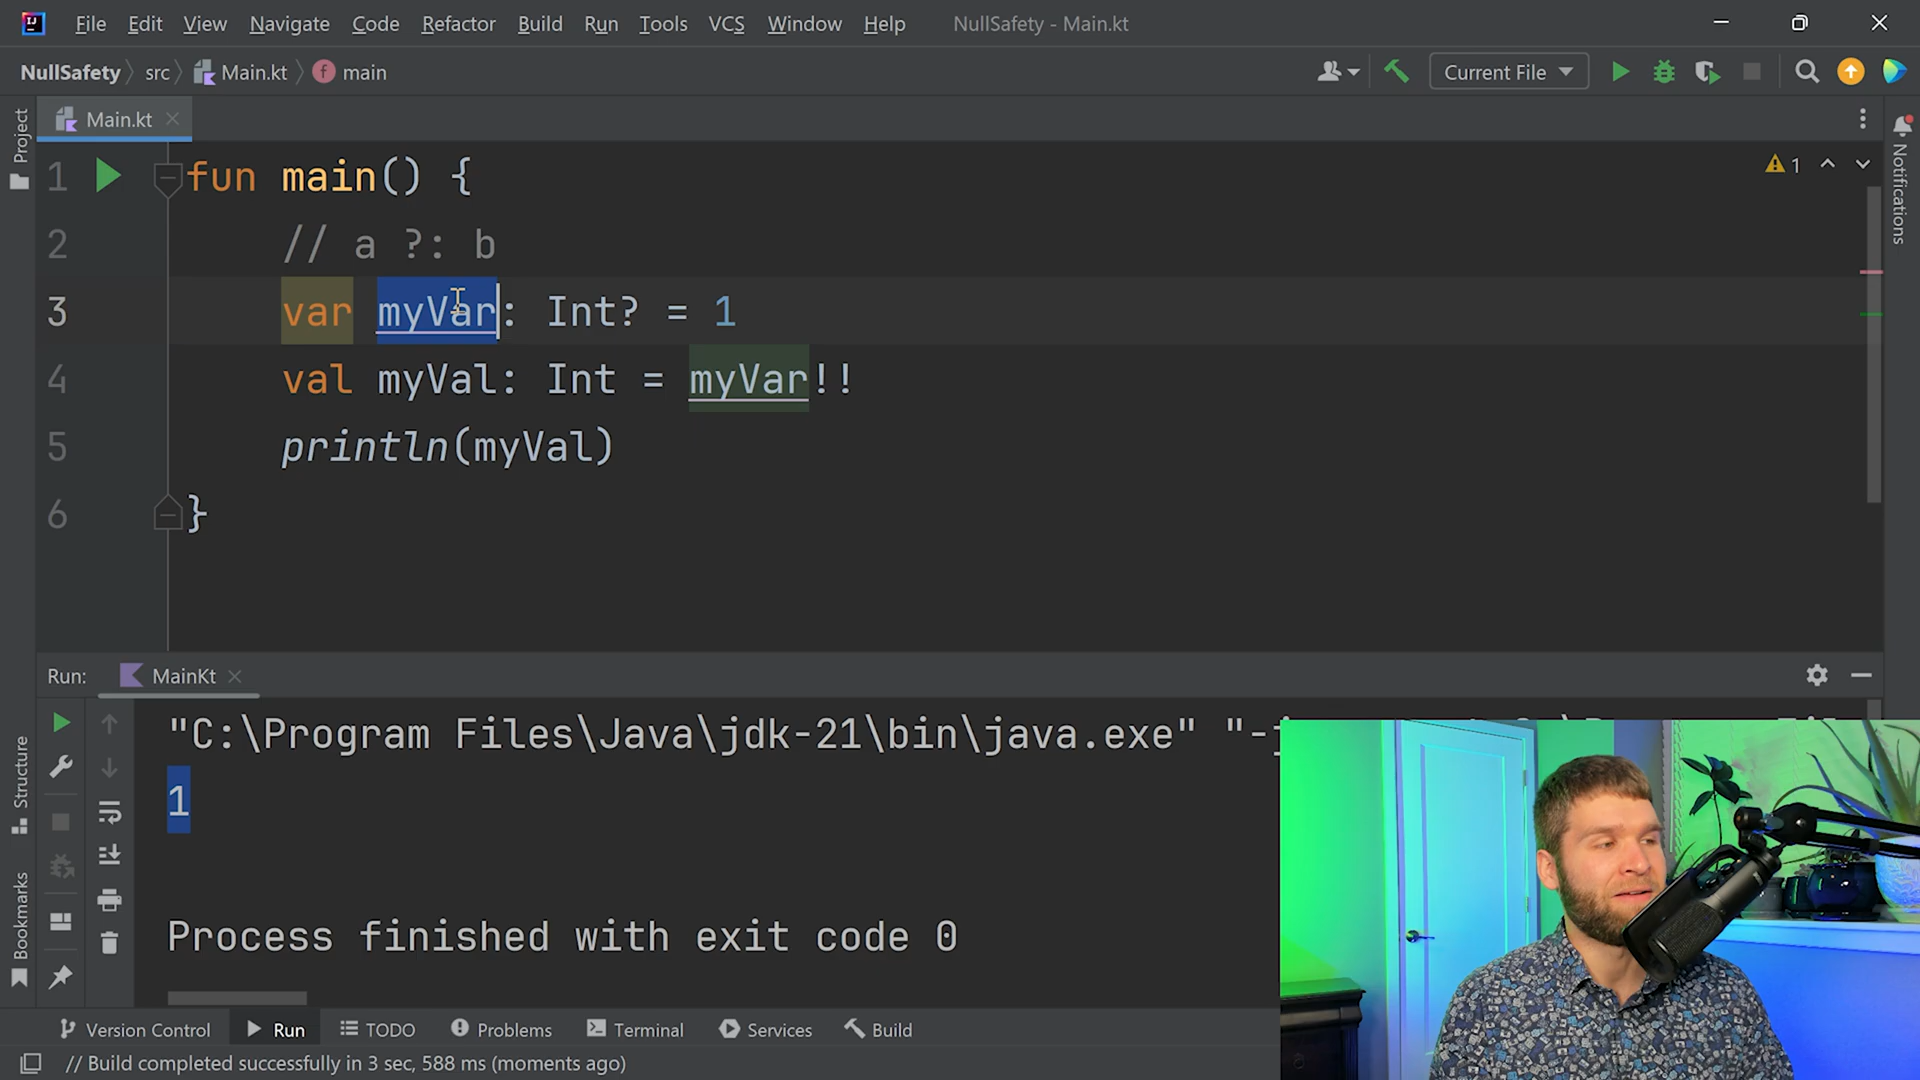 File Edit View Navigate Code Refactor Build Run Tools VCS Window Help NullSafety - Main.kt
NullSafety src Main.kt main Current File
Project
Main.kt
Notifications
1 fun main() {
2 // a ?: b
3 var myVar: Int? = 1
4 val myVal: Int = myVar!!
5 println(myVal)
6 }
1
Run: MainKt
"C:\Program Files\Java\jdk-21\bin\java.exe"
1
Process finished with exit code 0
Structure
Bookmarks
Version Control Run TODO Problems Terminal Services Build
// Build completed successfully in 3 sec, 588 ms (moments ago)